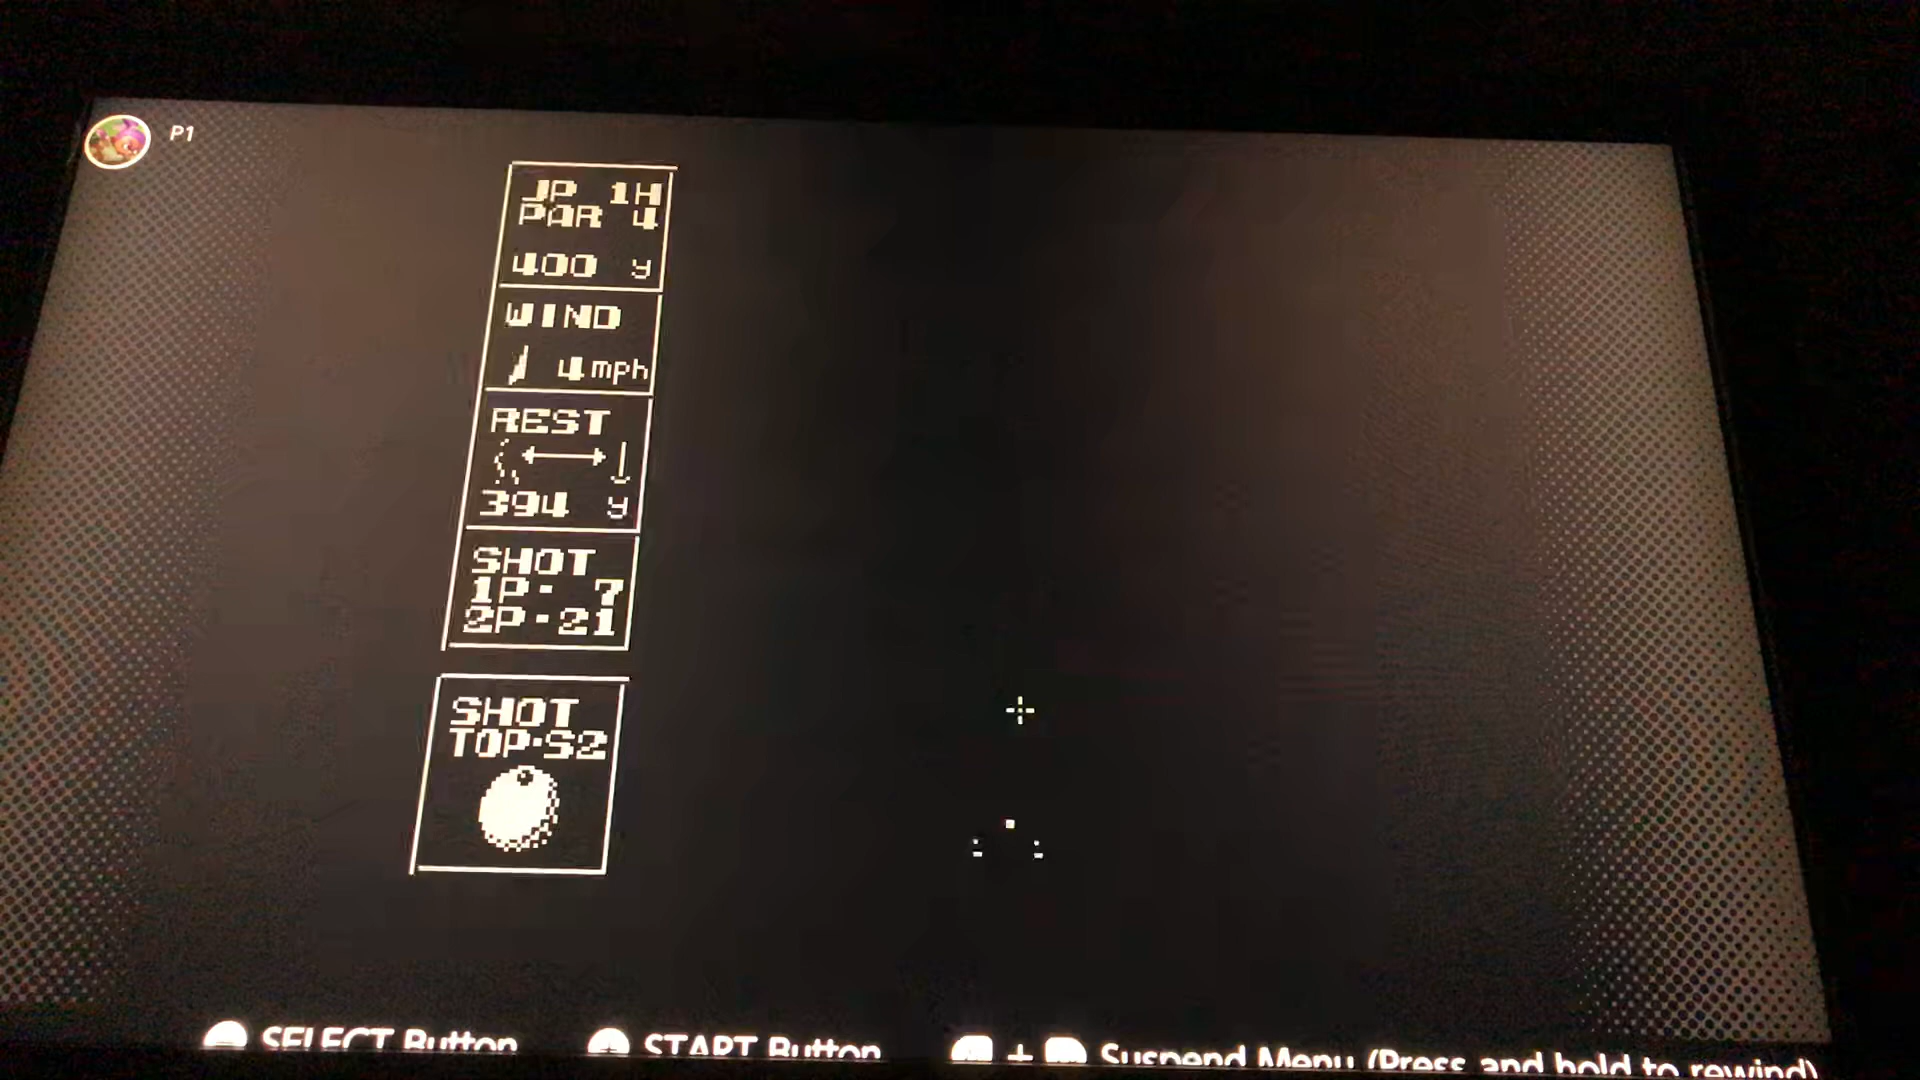 P1
JP 1H
PAR 4
400 y
WIND
4mph
REST
394 y
SHOT
1P· 7
2P·21
SHOT
TOP·S2
SELECT Button
START Button
+
Suspend Menu (Press and hold to rewind)